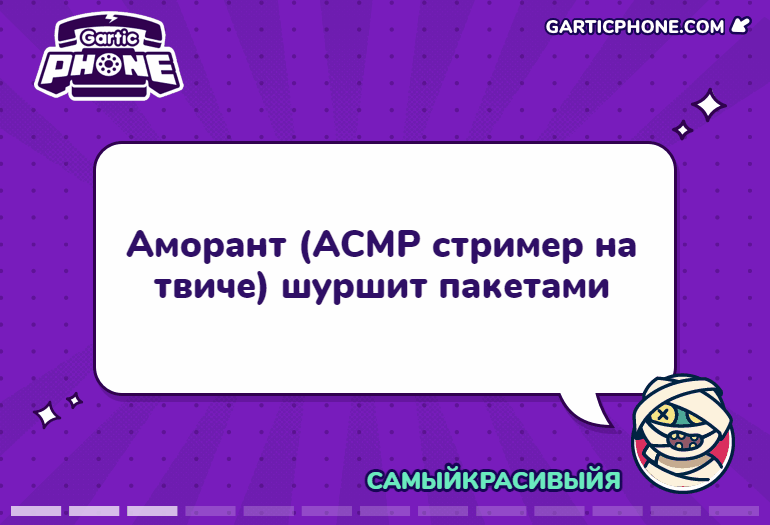 Gartic
PHONE
GARTICPHONE.COM
Аморант (АСМР стример на
твиче) шуршит пакетами
САМЫЙКРАСИВЫЙЯ